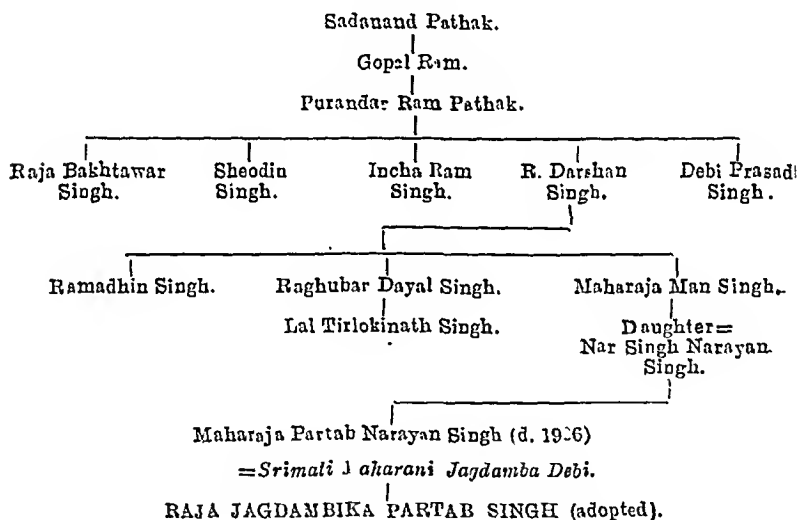 Sadanand Pathak.
Gopal Ram.
Purandar Ram Pathak.
Raja Bakhtawar Singh.
Sheodin Singh.
Incha Ram Singh.
R. Darshan Singh.
Debi Prasad Singh.
Ramadhin Singh.
Raghubar Dayal Singh.
Maharaja Man Singh.
Lal Tirlokinath Singh.
Daughter=
Nar Singh Narayan
Singh.
Maharaja Partab Narayan Singh (d. )
=Srimati Maharani Jagdamba Debi.
RAJA JAGDAMBIKA PARTAB SINGH (adopted).